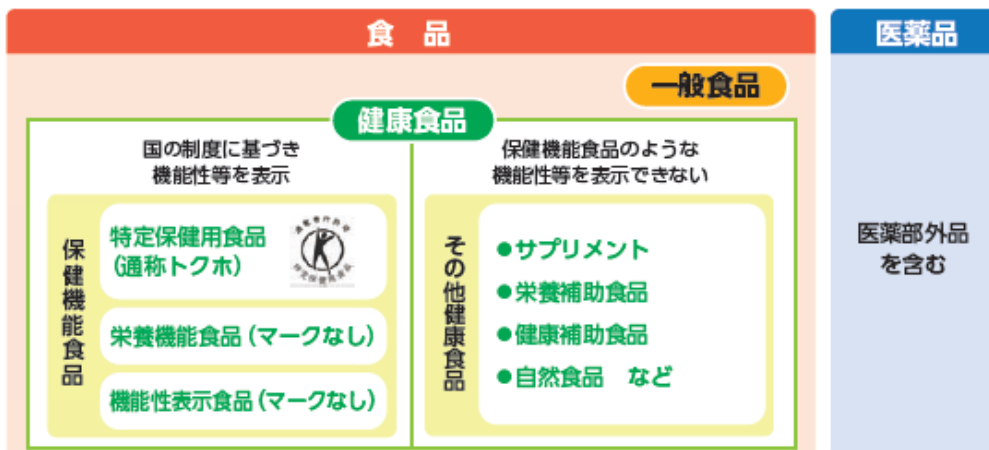 食 品
医薬品
一般食品
健康食品
国の制度に基づき
機能性等を表示
保健機能食品
特定保健用食品
(通称トクホ)
栄養機能食品(マークなし)
機能性表示食品(マークなし)
保健機能食品のような
機能性等を表示できない
その他健康食品
●サプリメント
●栄養補助食品
●健康補助食品
●自然食品 など
医薬部外品
を含む